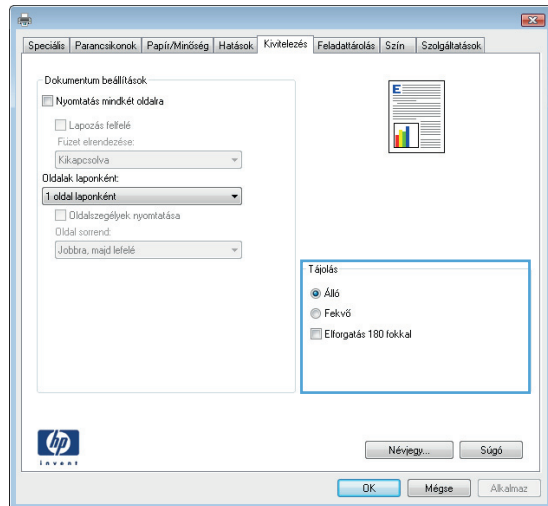 Speciális Parancsikonok Papír/Minőség Hatások Kivitelezés Feladattárolás Szín Szolgáltatások
Dokumentum beállítások
Nyomtatás mindkét oldalra
Lapozás felfelé
Füzet elrendezése:
Kikapcsolva
Oldalak laponként:
1 oldal laponként
Oldalszegélyek nyomtatása
Oldal sorrend:
Jobbra, majd lefelé
E
Tájolás
Álló
Fekvő
Elforgatás 180 fokkal
hp
invent
Névjegy... Súgó
OK Mégse Alkalmaz